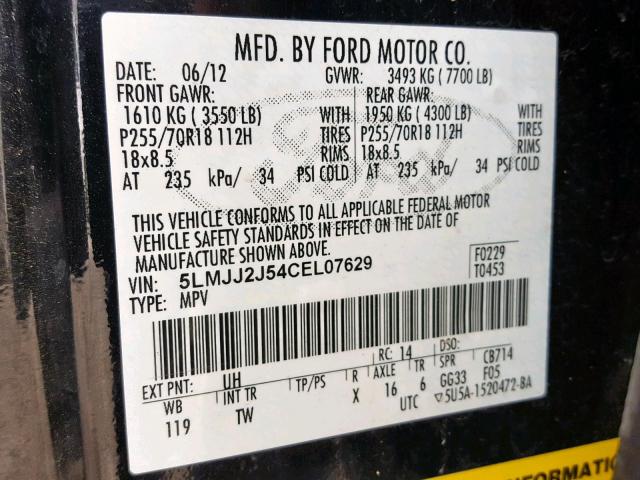 MFD. BY FORD MOTOR CO.
DATE: 06/12 GVWR: 3493 KG ( 7700 LB)
FRONT GAWR: REAR GAWR:
1610 KG ( 3550 LB) WITH 1950 KG ( 4300 LB) WITH
P255/70R18 112H TIRES P255/70R18 112H TIRES
18x8.5 RIMS 18x8.5 RIMS
AT 235 kPa/ 34 PSI COLD AT 235 kPa/ 34 PSI COLD
Ford
THIS VEHICLE CONFORMS TO ALL APPLICABLE FEDERAL MOTOR
VEHICLE SAFETY STANDARDS IN EFFECT ON THE DATE OF
MANUFACTURE SHOWN ABOVE.
VIN: 5LMJJ2J54CEL07629 F0229
TYPE: MPV T0453
RC: 14 DSO:
EXT PNT: UH CB714
WB INT TR TP/PS R AXLE TR SPR F05
119 TW X 16 6 GG33
UTC ▽5U5A-1520472-BA
INFORMATION